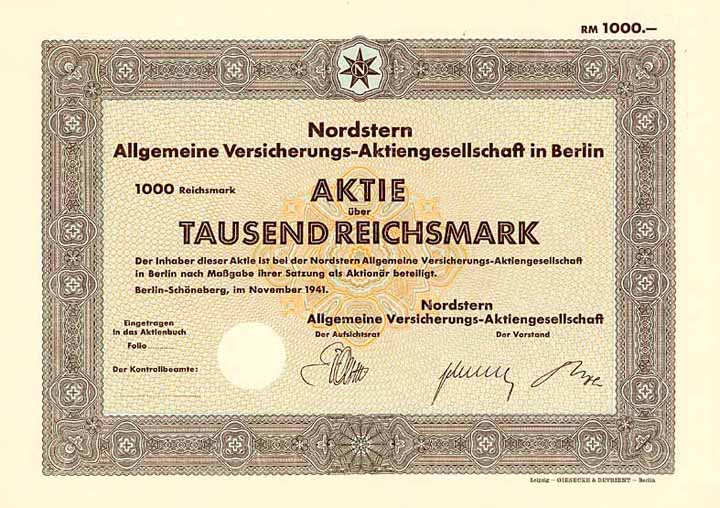 RM 1000.—
N
Nordstern
Allgemeine Versicherungs-Aktiengesellschaft in Berlin
1000 Reichsmark
AKTIE
über
TAUSEND REICHSMARK
Der Inhaber dieser Aktie ist bei der Nordstern Allgemeine Versicherungs-Aktiengesellschaft
in Berlin nach Maßgabe ihrer Satzung als Aktionär beteiligt.
Berlin-Schöneberg, im November 1941.
Nordstern
Allgemeine Versicherungs-Aktiengesellschaft
Der Aufsichtsrat Der Vorstand
Eingetragen
in das Aktienbuch
Folio
Der Kontrollbeamte:
Leipzig — GIESECKE & DEVRIENT — Berlin